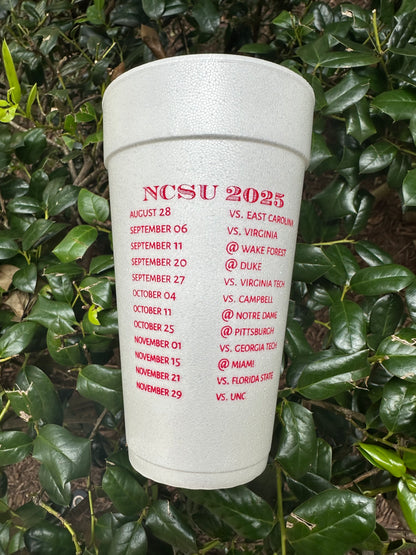 NCSU 2025
AUGUST 28 VS. EAST CAROLINA
SEPTEMBER 06 VS. VIRGINIA
SEPTEMBER 11 @ WAKE FOREST
SEPTEMBER 20 @ DUKE
SEPTEMBER 27 VS. VIRGINIA TECH
OCTOBER 04 VS. CAMPBELL
OCTOBER 11 @ NOTRE DAME
OCTOBER 25 @ PITTSBURGH
NOVEMBER 01 VS. GEORGIA TECH
NOVEMBER 15 @ MIAMI
NOVEMBER 21 VS. FLORIDA STATE
NOVEMBER 29 VS. UNC